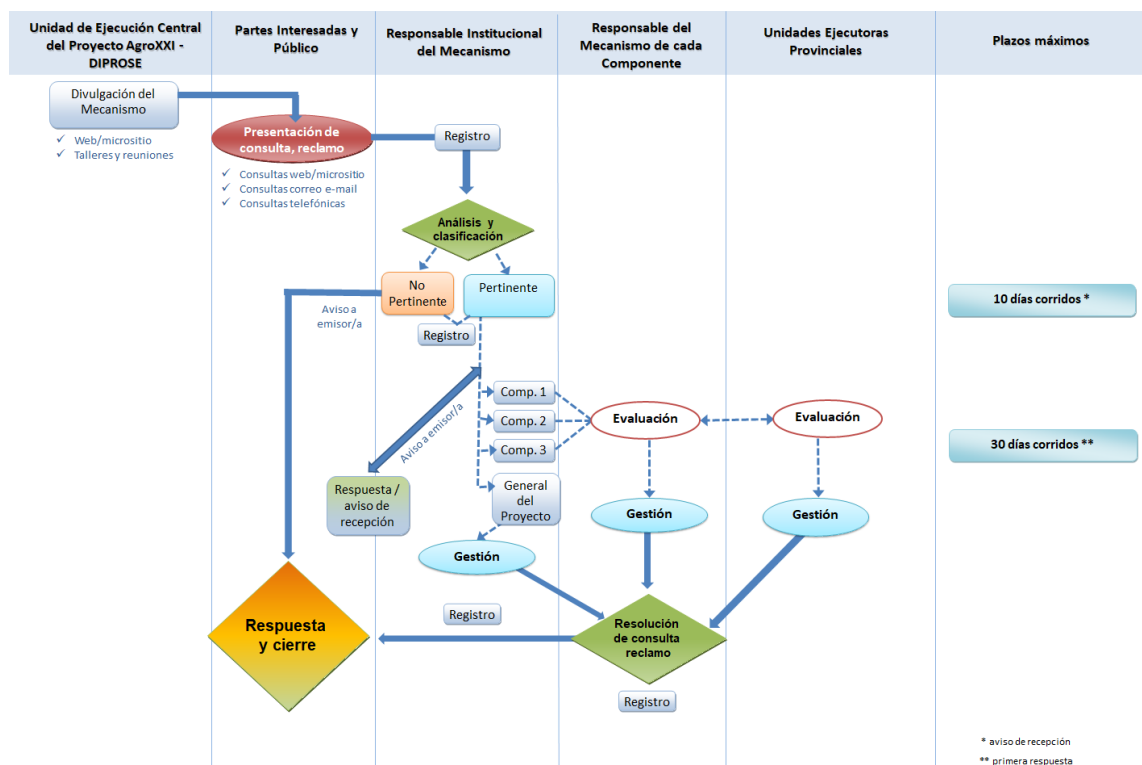 Unidad de Ejecución Central
del Proyecto AgroXXI -
DIPROSE
Partes Interesadas y
Público
Responsable Institucional
del Mecanismo
Responsable del
Mecanismo de cada
Componente
Unidades Ejecutoras
Provinciales
Plazos máximos
Divulgación del
Mecanismo
✓ Web/micrositio
✓ Talleres y reuniones
Presentación de
consulta, reclamo
✓ Consultas web/micrositio
✓ Consultas correo e-mail
✓ Consultas telefónicas
Registro
Análisis y
clasificación
No
Pertinente
Pertinente
Aviso a
emisor/a
Registro
10 días corridos *
Comp. 1
Comp. 2
Comp. 3
Evaluación
Evaluación
30 días corridos **
Aviso a emisor/a
Respuesta /
aviso de
recepción
General
del
Proyecto
Gestión
Gestión
Gestión
Registro
Respuesta
y cierre
Resolución
de consulta
reclamo
Registro
* aviso de recepción
** primera respuesta